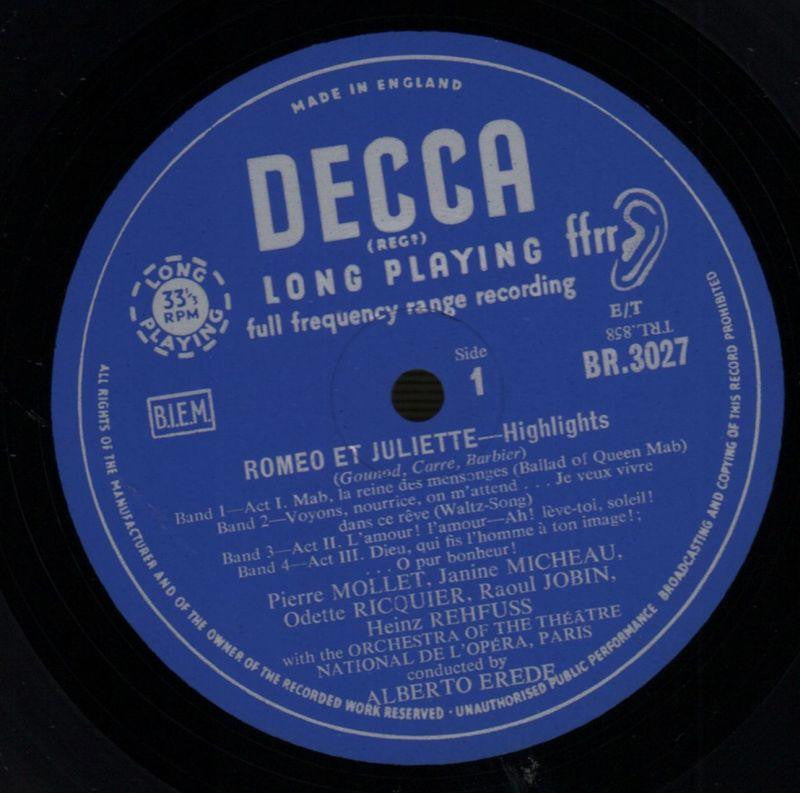 MADE IN ENGLAND
DECCA
(REGD)
LONG PLAYING
full frequency range recording
ffrr
LONG PLAYING
33⅓
RPM
E/T
TRL.858
BR.3027
Side
1
B.I.E.M.
ROMEO ET JULIETTE—Highlights
(Gounod, Carre, Barbier)
Band 1—Act I. Mab, la reine des mensonges (Ballad of Queen Mab)
Band 2—Voyons, nourrice, on m'attend . . . Je veux vivre
dans ce rêve (Waltz-Song)
Band 3—Act II. L'amour! l'amour—Ah! lève-toi, soleil!
Band 4—Act III. Dieu, qui fis l'homme à ton image!;
. . . O pur bonheur!
Pierre MOLLET, Janine MICHEAU,
Odette RICQUIER, Raoul JOBIN,
Heinz REHFUSS
with the ORCHESTRA OF THE THÉÂTRE
NATIONAL DE L'OPÉRA, PARIS
conducted by
ALBERTO EREDE
ALL RIGHTS OF THE MANUFACTURER AND OF THE OWNER OF THE RECORDED WORK RESERVED · UNAUTHORISED PUBLIC PERFORMANCE BROADCASTING AND COPYING OF THIS RECORD PROHIBITED